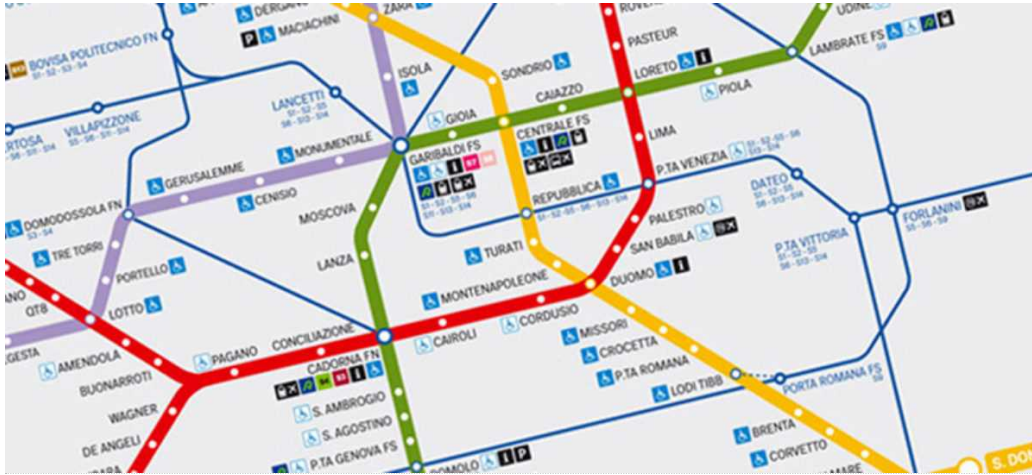 DERGANO
MACIACHINI
ZARA
BOVISA POLITECNICO FN
S1-S2-S3-S4
VILLAPIZZONE
S5-S6-S11-S14
ISOLA
LANCETTI
S1-S2-S5
S6-S13-S14
SONDRIO
CAIAZZO
PASTEUR
LORETO
PIOLA
LAMBRATE FS
S9
GIOIA
CENTRALE FS
LIMA
MONUMENTALE
GARIBALDI FS
S1-S2-S5-S6
S11-S13-S14
GERUSALEMME
CENISIO
MOSCOVA
REPUBBLICA
S1-S2-S5-S6-S13-S14
P.TA VENEZIA
S1-S2-S5-S6
S13-S14
DATEO
S1-S2-S5
S6-S13-S14
DOMODOSSOLA FN
S3-S4
TRE TORRI
PORTELLO
LOTTO
QT8
LANZA
TURATI
PALESTRO
SAN BABILA
DUOMO
P.TA VITTORIA
S1-S2-S5
S6-S13-S14
FORLANINI
S5-S6-S9
MONTENAPOLEONE
CONCILIAZIONE
CAIROLI
CORDUSIO
MISSORI
CROCETTA
P.TA ROMANA
LODI TIBB
PORTA ROMANA FS
S9
AMENDOLA
BUONARROTI
PAGANO
CADORNA FN
WAGNER
DE ANGELI
S. AMBROGIO
S. AGOSTINO
P.TA GENOVA FS
BRENTA
CORVETTO